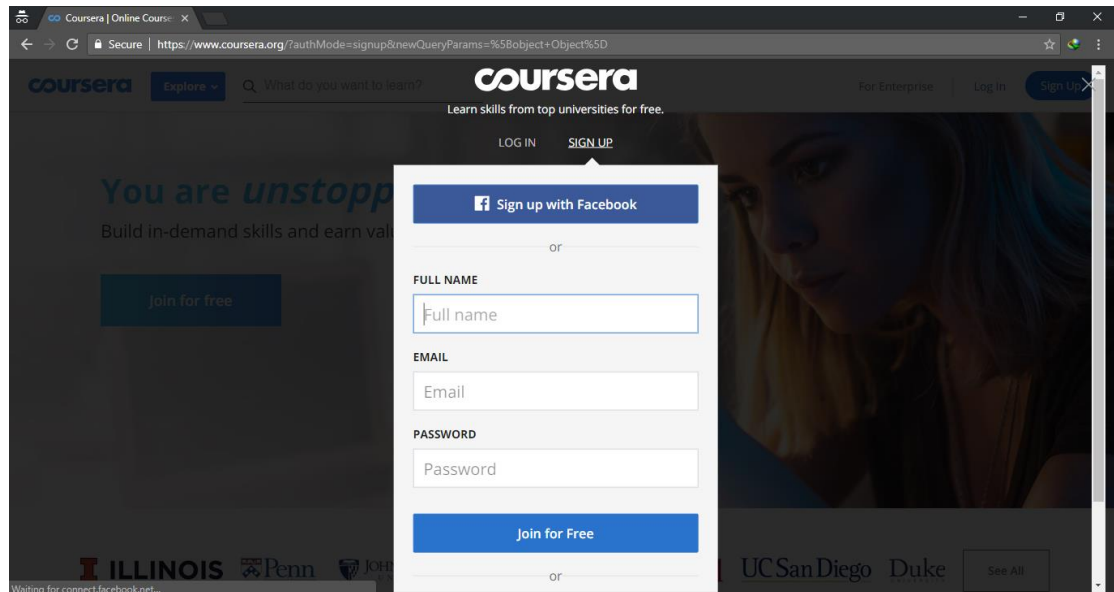 Coursera | Online Course
Secure | https://www.coursera.org/?authMode=signup&newQueryParams=%5Bobject+Object%5D
coursera
Explore
What do you want to learn?
For Enterprise
Log In
Sign Up
coursera
Learn skills from top universities for free.
LOG IN
SIGN UP
You are unstopp
Build in-demand skills and earn val
Join for free
Sign up with Facebook
or
FULL NAME
Full name
EMAIL
Email
PASSWORD
Password
Join for Free
or
I ILLINOIS
Penn
JOH
UC San Diego
Duke
See All
Waiting for connect.facebook.net...